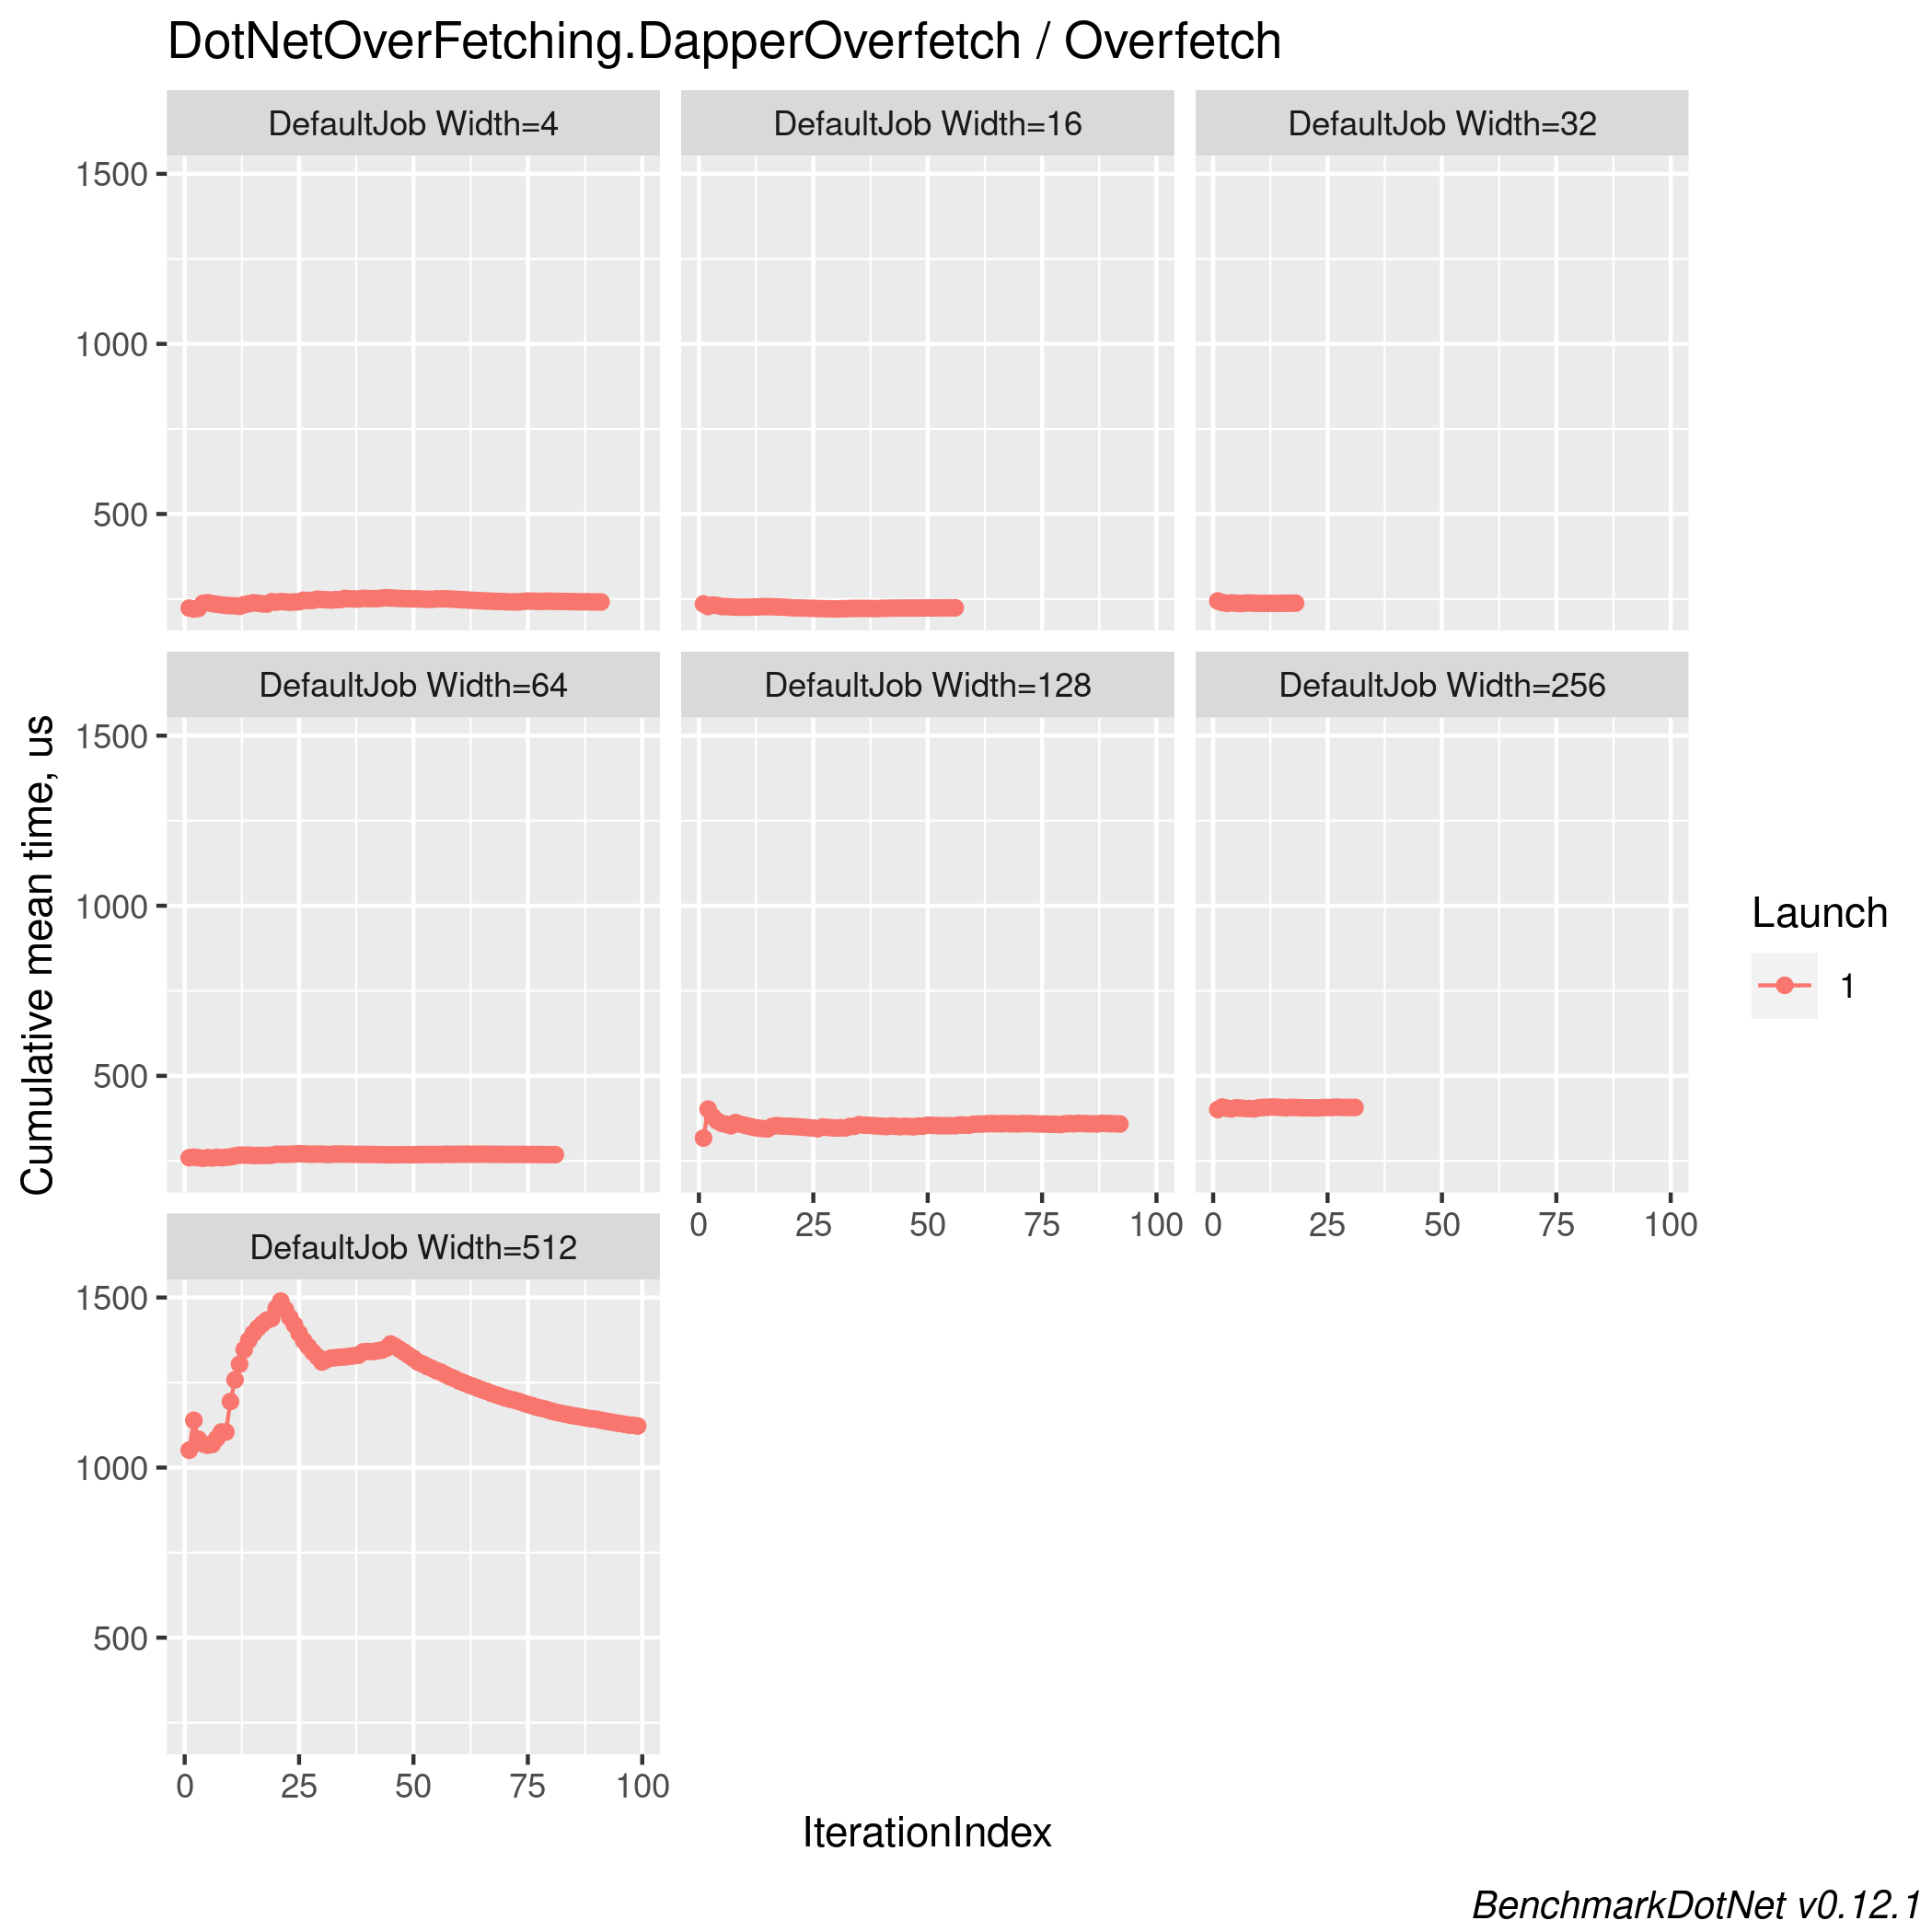 DotNetOverFetching.DapperOverfetch / Overfetch
DefaultJob Width=4
DefaultJob Width=16
DefaultJob Width=32
1500
1000
500
DefaultJob Width=64
DefaultJob Width=128
DefaultJob Width=256
1500
1000
500
0 25 50 75 100
0 25 50 75 100
DefaultJob Width=512
1500
1000
500
0 25 50 75 100
Cumulative mean time, us
IterationIndex
Launch
1
BenchmarkDotNet v0.12.1